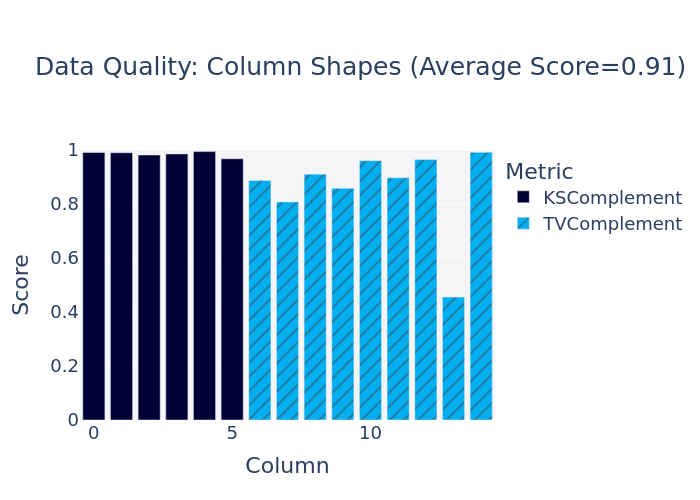 Data Quality: Column Shapes (Average Score=0.91)
Metric
KSComplement
TVComplement
Score
1
0.8
0.6
0.4
0.2
0
0 5 10
Column